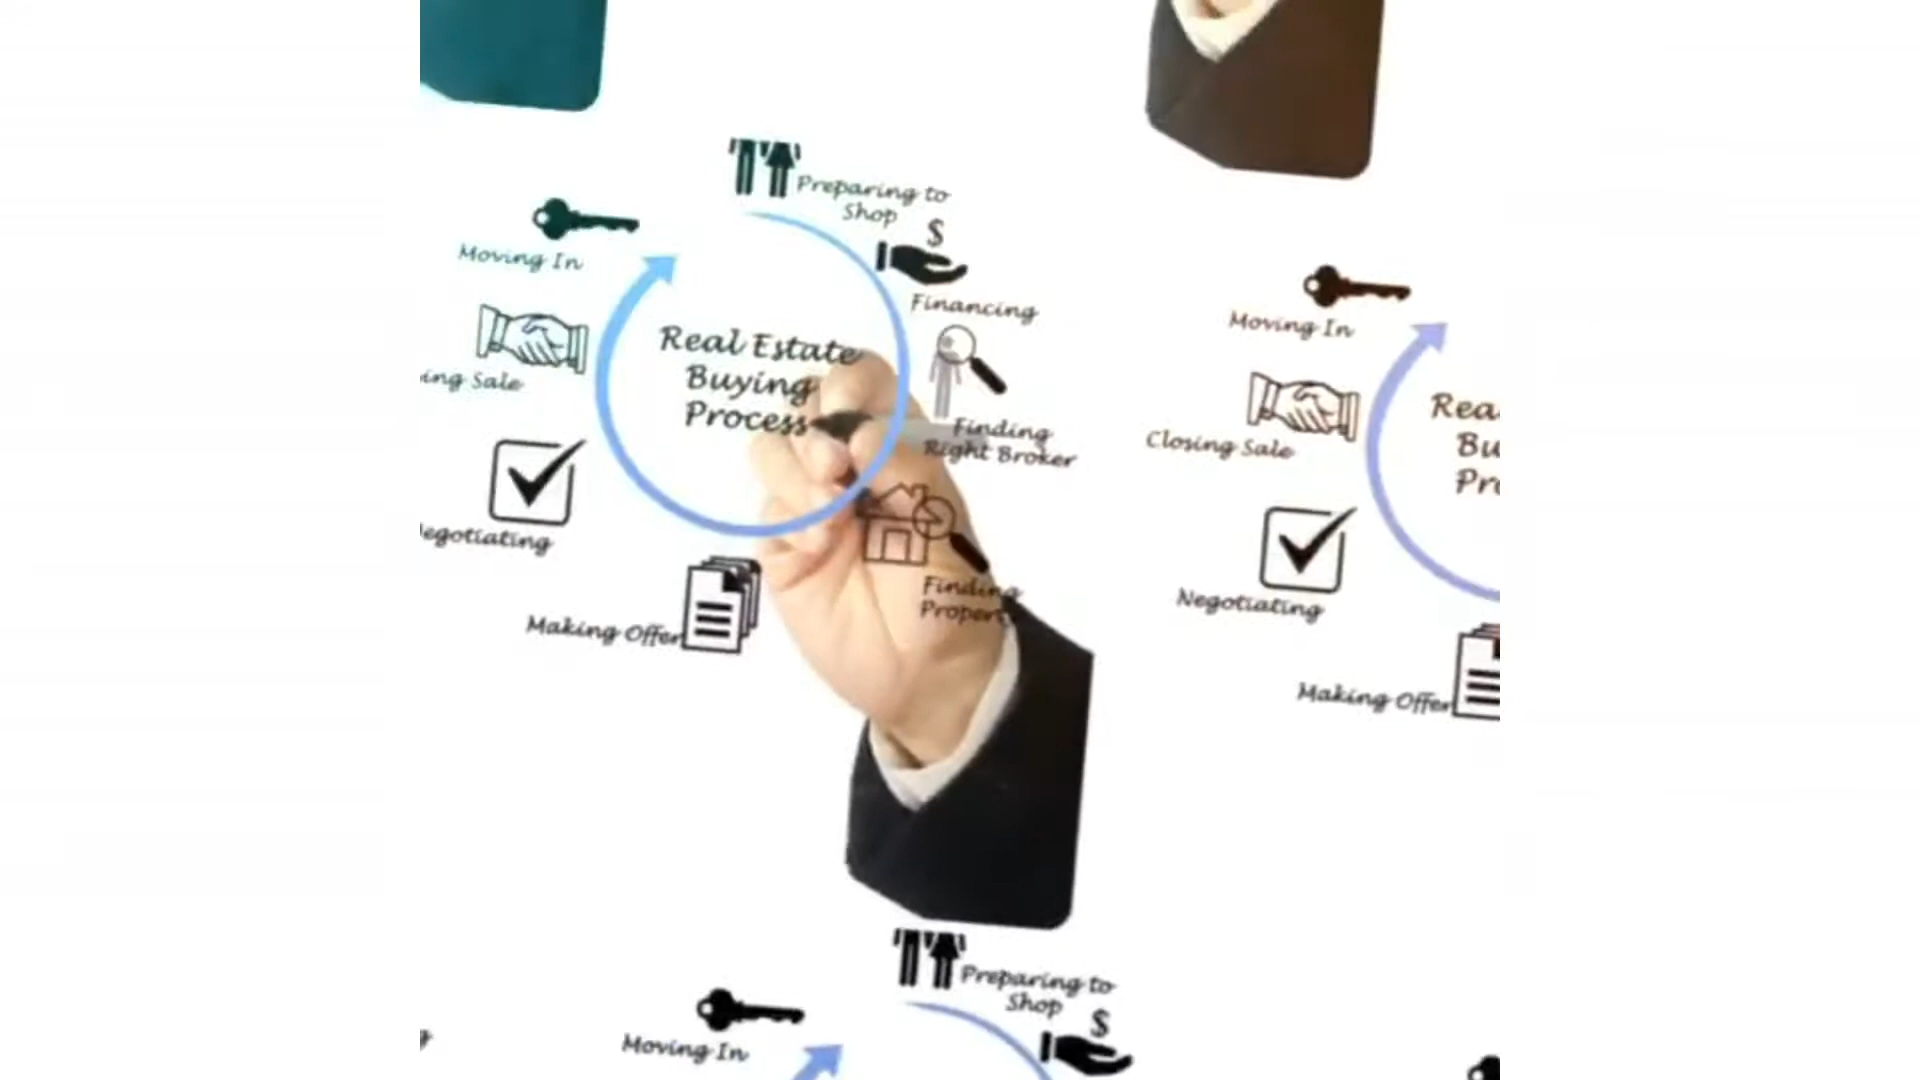 Preparing to
Shop
$
Financing
Finding
Right Broker
Finding
Making Offer
Moving In
Real Estate
Buying
Process
Moving In
Closing Sale
Negotiating
Making Offer
Preparing to
Shop
$
Moving In